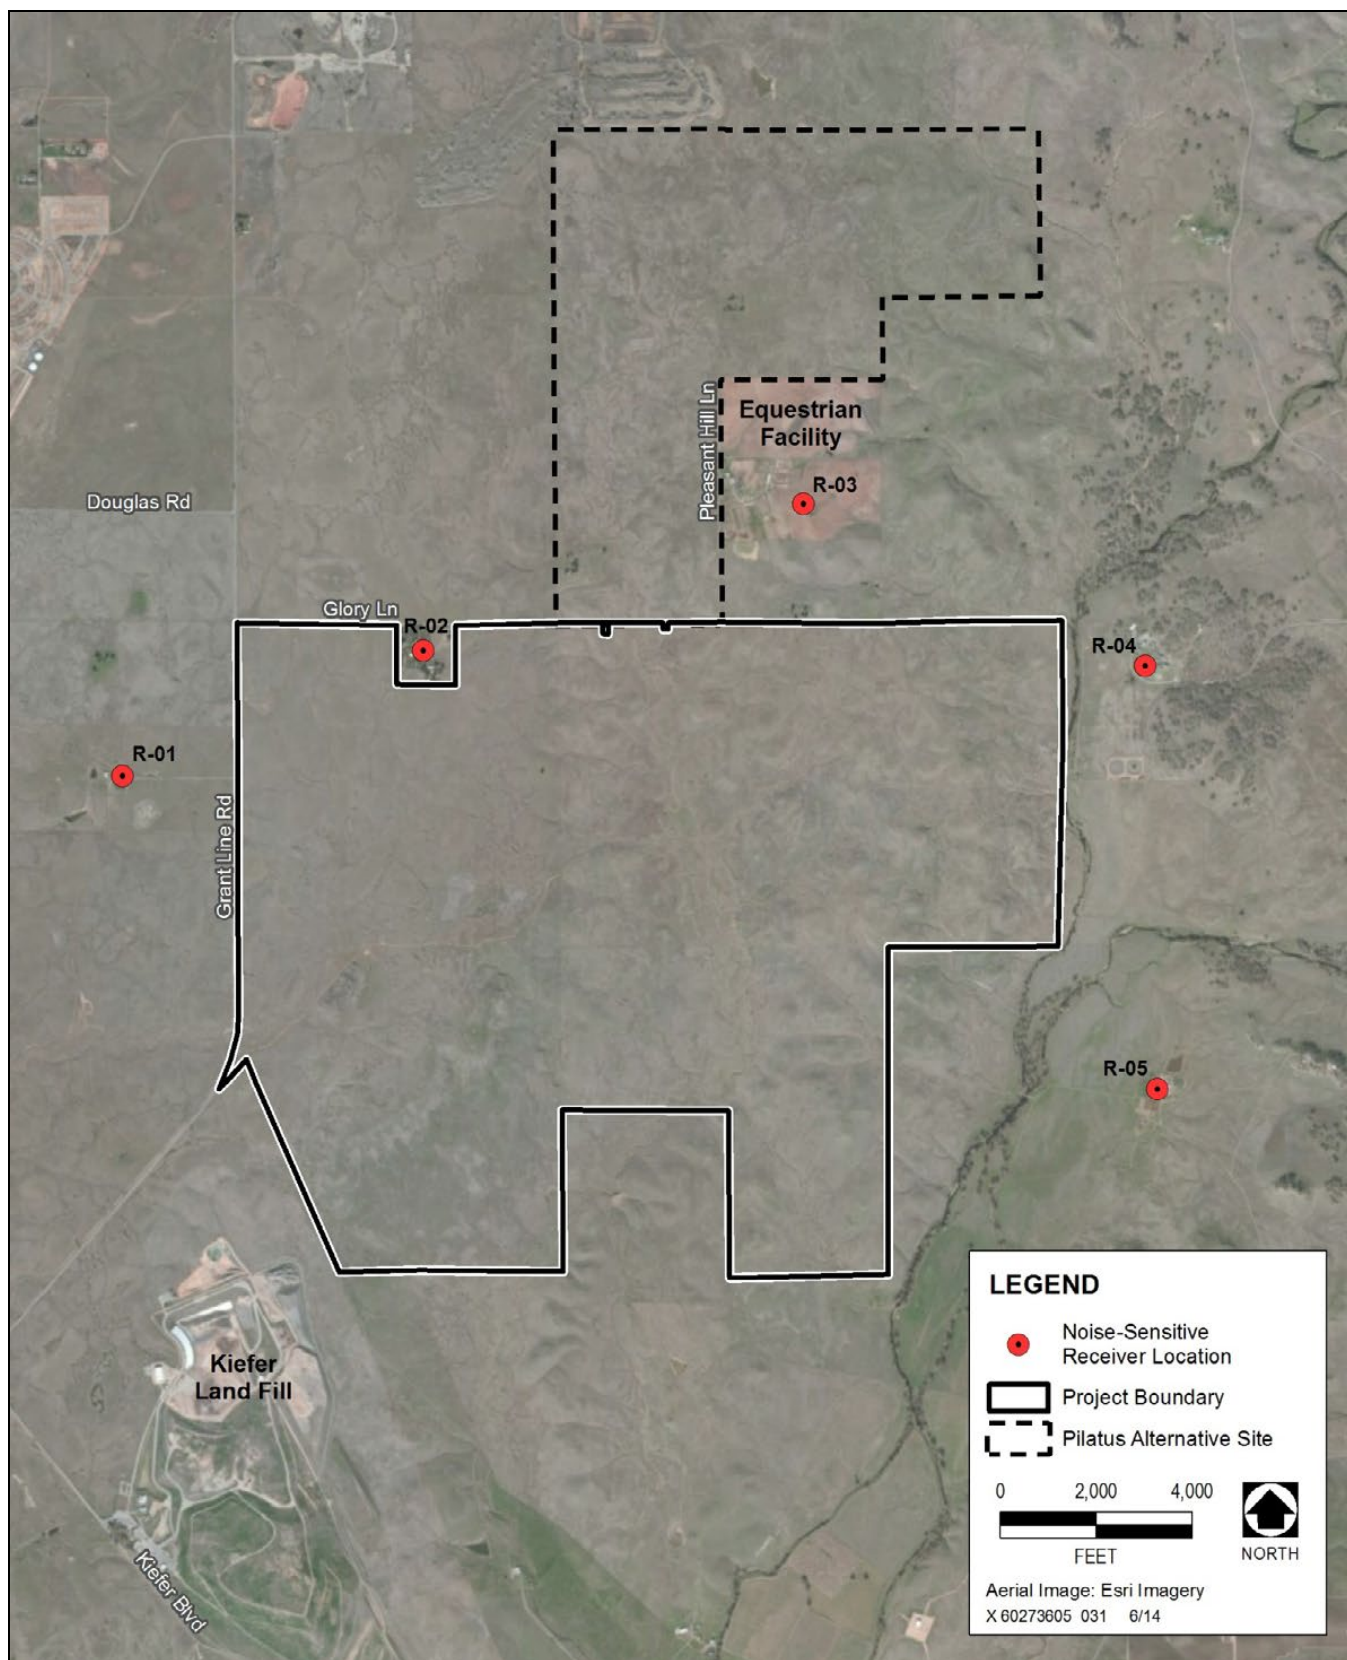 Equestrian
Facility
Pleasant Hill Ln
R-03
Douglas Rd
Glory Ln
R-02
R-04
R-01
Grant Line Rd
R-05
Kiefer
Land Fill
Kiefer Blvd
LEGEND
Noise-Sensitive
Receiver Location
Project Boundary
Pilatus Alternative Site
0 2,000 4,000
FEET
NORTH
Aerial Image: Esri Imagery
X 60273605 031 6/14